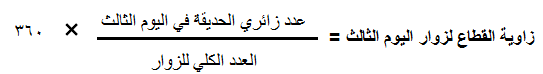 زاوية القطاع لزوار اليوم الثالث = عدد زائري الحديقة في اليوم الثالث × ٣٦٠
العدد الكلي للزوار